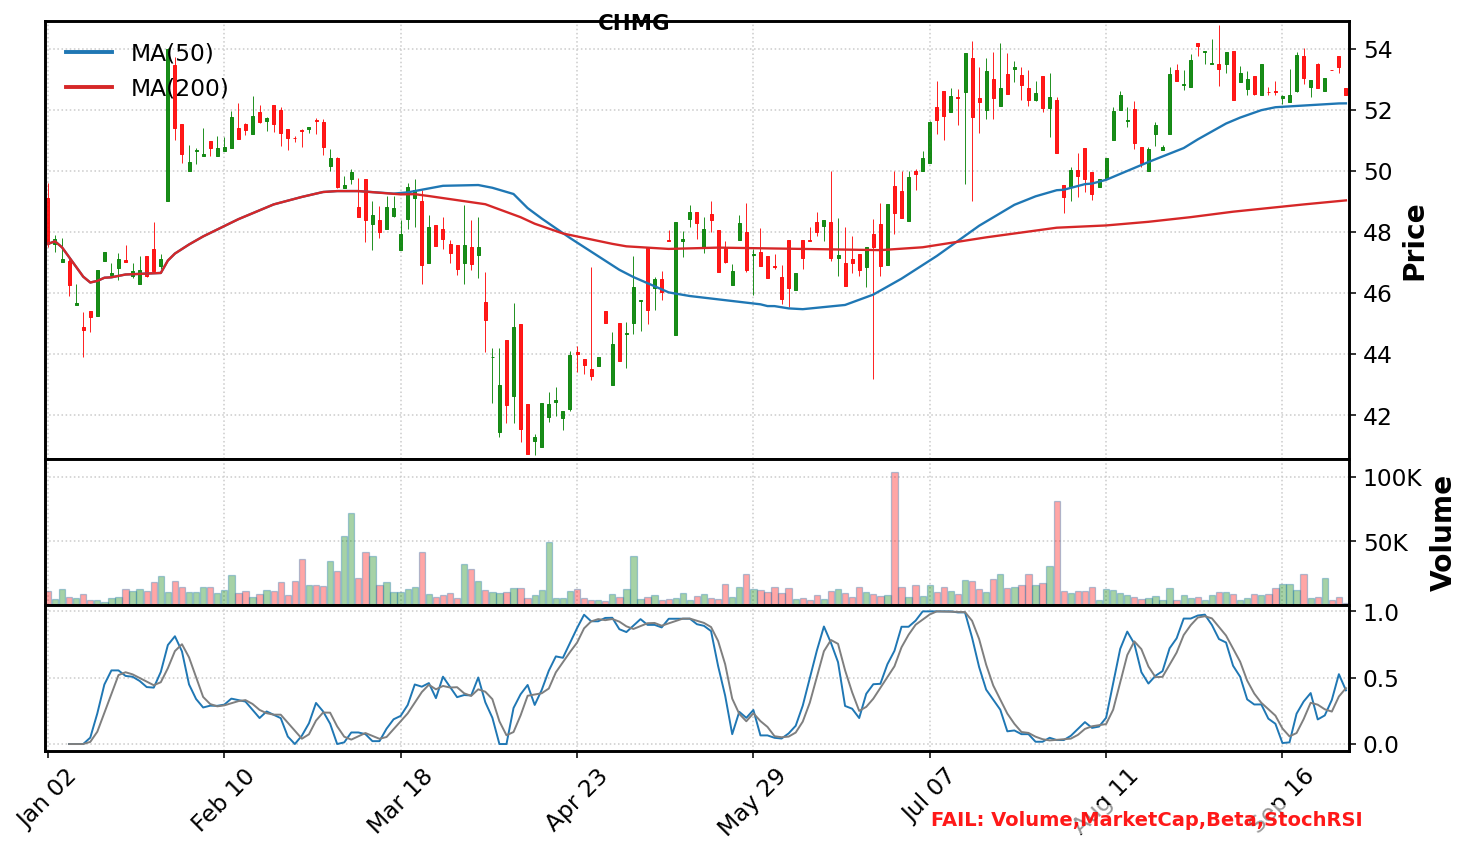 CHMG
MA(50)
MA(200)
54
52
50
48
46
44
42
Price
100K
50K
Volume
1.0
0.5
0.0
Jan 02
Feb 10
Mar 18
Apr 23
May 29
Jul 07
Aug 11
Sep 16
FAIL: Volume,MarketCap,Beta,StochRSI